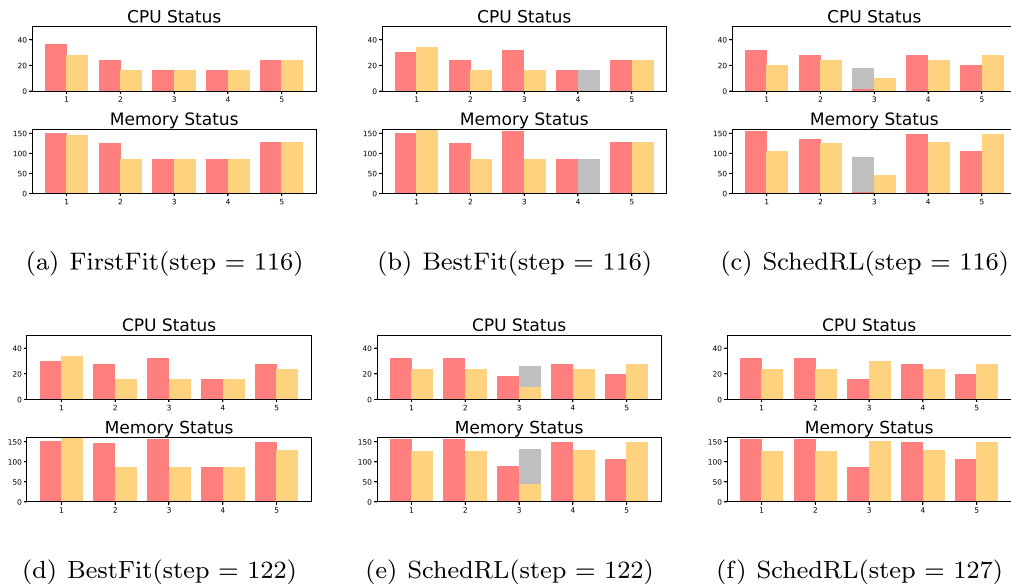 CPU Status
CPU Status
CPU Status
40
20
0
1 2 3 4 5
40
20
0
1 2 3 4 5
40
20
0
1 2 3 4 5
Memory Status
Memory Status
Memory Status
150
100
50
0
1 2 3 4 5
150
100
50
0
1 2 3 4 5
150
100
50
0
1 2 3 4 5
(a) FirstFit(step = 116)
(b) BestFit(step = 116)
(c) SchedRL(step = 116)
CPU Status
CPU Status
CPU Status
40
20
0
1 2 3 4 5
40
20
0
1 2 3 4 5
40
20
0
1 2 3 4 5
Memory Status
Memory Status
Memory Status
150
100
50
0
1 2 3 4 5
150
100
50
0
1 2 3 4 5
150
100
50
0
1 2 3 4 5
(d) BestFit(step = 122)
(e) SchedRL(step = 122)
(f) SchedRL(step = 127)